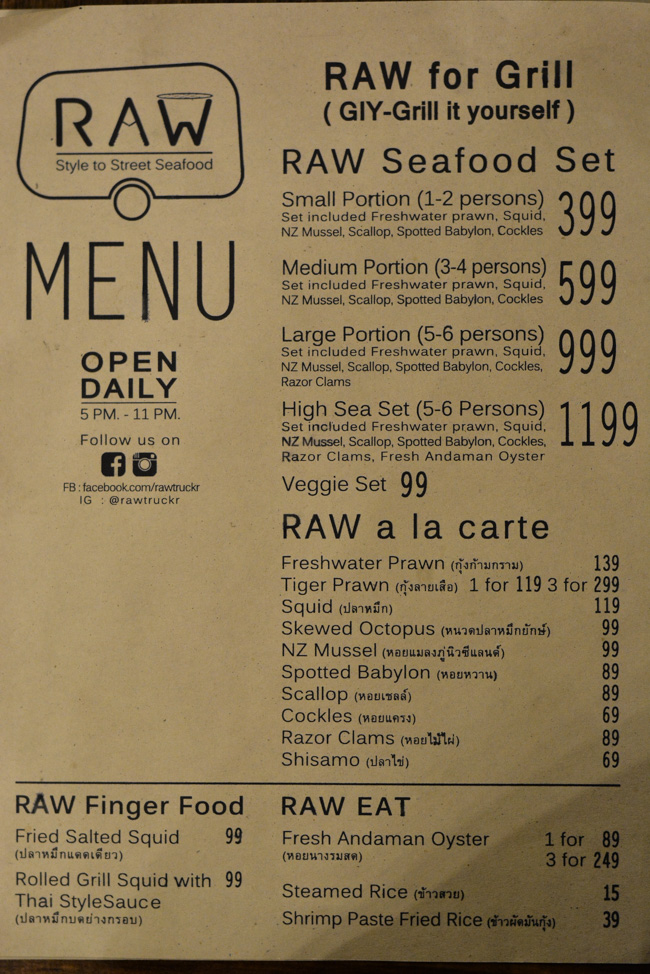 RAW
Style to Street Seafood
MENU
OPEN
DAILY
5 PM. - 11 PM.
Follow us on
FB : facebook.com/rawtruckr
IG : @rawtruckr
RAW for Grill
( GIY-Grill it yourself )
RAW Seafood Set
Small Portion (1-2 persons) 399
Set included Freshwater prawn, Squid,
NZ Mussel, Scallop, Spotted Babylon, Cockles
Medium Portion (3-4 persons) 599
Set included Freshwater prawn, Squid,
NZ Mussel, Scallop, Spotted Babylon, Cockles
Large Portion (5-6 persons) 999
Set included Freshwater prawn, Squid,
NZ Mussel, Scallop, Spotted Babylon, Cockles,
Razor Clams
High Sea Set (5-6 Persons) 1199
Set included Freshwater prawn, Squid,
NZ Mussel, Scallop, Spotted Babylon, Cockles,
Razor Clams, Fresh Andaman Oyster
Veggie Set 99
RAW a la carte
Freshwater Prawn (กุ้งก้ามกราม) 139
Tiger Prawn (กุ้งลายเสือ) 1 for 119 3 for 299
Squid (ปลาหมึก) 119
Skewed Octopus (หนวดปลาหมึกยักษ์) 99
NZ Mussel (หอยแมลงภู่นิวซีแลนด์) 99
Spotted Babylon (หอยหวาน) 89
Scallop (หอยเชลล์) 89
Cockles (หอยแครง) 69
Razor Clams (หอยไม้ไผ่) 89
Shisamo (ปลาไข่) 69
RAW Finger Food
Fried Salted Squid 99
(ปลาหมึกแดดเดียว)
Rolled Grill Squid with 99
Thai StyleSauce
(ปลาหมึกบดย่างกรอบ)
RAW EAT
Fresh Andaman Oyster 1 for 89
(หอยนางรมสด) 3 for 249
Steamed Rice (ข้าวสวย) 15
Shrimp Paste Fried Rice (ข้าวผัดมันกุ้ง) 39